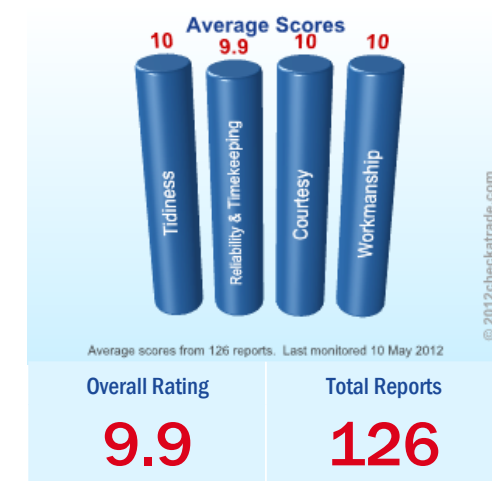 Average Scores
10 9.9 10 10
Tidiness
Reliability & Timekeeping
Courtesy
Workmanship
© 2012checkatrade.com
Average scores from 126 reports. Last monitored 10 May 2012
Overall Rating Total Reports
9.9 126